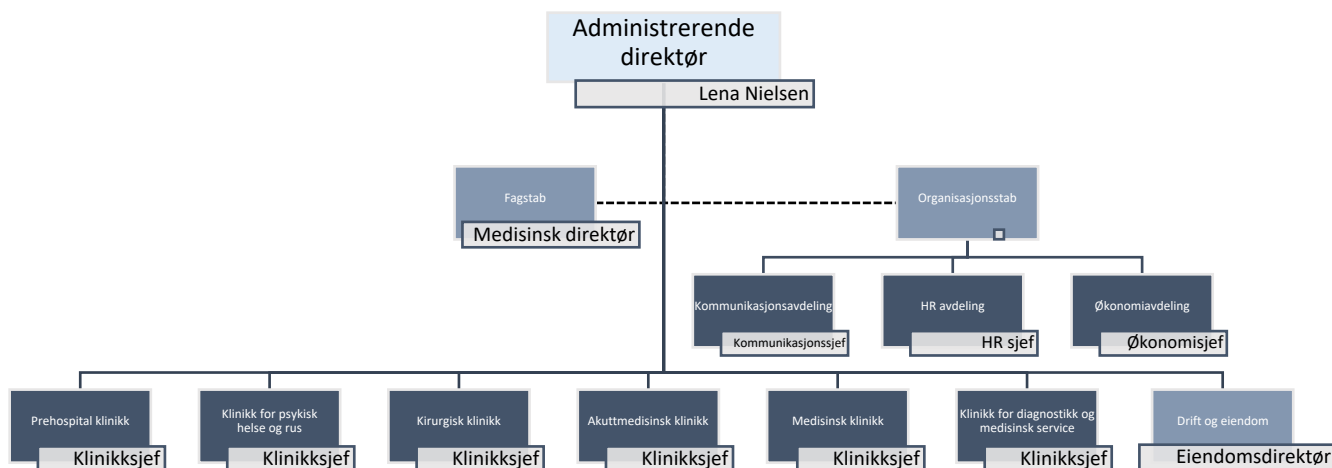 Administrerende
direktør
Lena Nielsen
Fagstab
Medisinsk direktør
Organisasjonsstab
Kommunikasjonsavdeling
Kommunikasjonssjef
HR avdeling
HR sjef
Økonomiavdeling
Økonomisjef
Prehospital klinikk
Klinikksjef
Klinikk for psykisk
helse og rus
Klinikksjef
Kirurgisk klinikk
Klinikksjef
Akuttmedisinsk klinikk
Klinikksjef
Medisinsk klinikk
Klinikksjef
Klinikk for diagnostikk og
medisinsk service
Klinikksjef
Drift og eiendom
Eiendomsdirektør